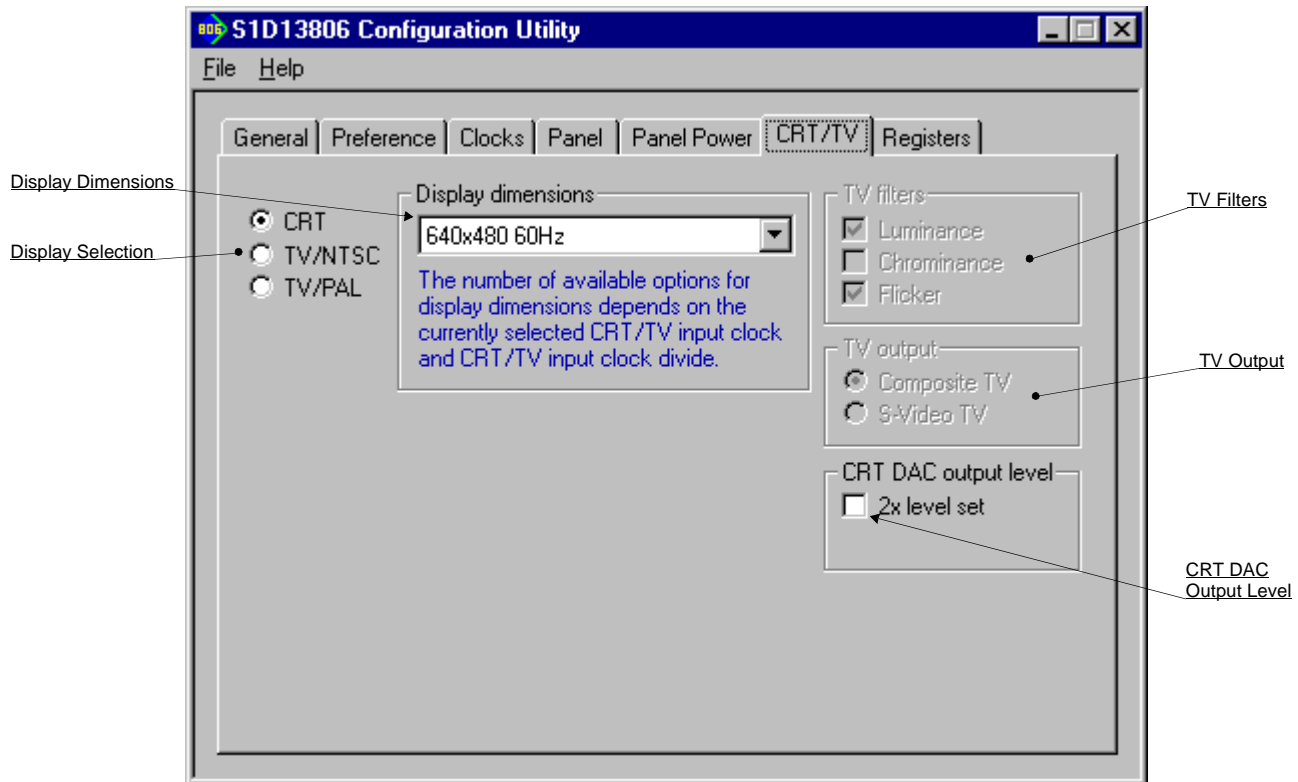 806 S1D13806 Configuration Utility
File Help
General Preference Clocks Panel Panel Power CRT/TV Registers
Display Dimensions
Display Selection
CRT
TV/NTSC
TV/PAL
Display dimensions
640x480 60Hz
The number of available options for
display dimensions depends on the
currently selected CRT/TV input clock
and CRT/TV input clock divide.
TV filters
Luminance
Chrominance
Flicker
TV output
Composite TV
S-Video TV
CRT DAC output level
2x level set
TV Filters
TV Output
CRT DAC
Output Level